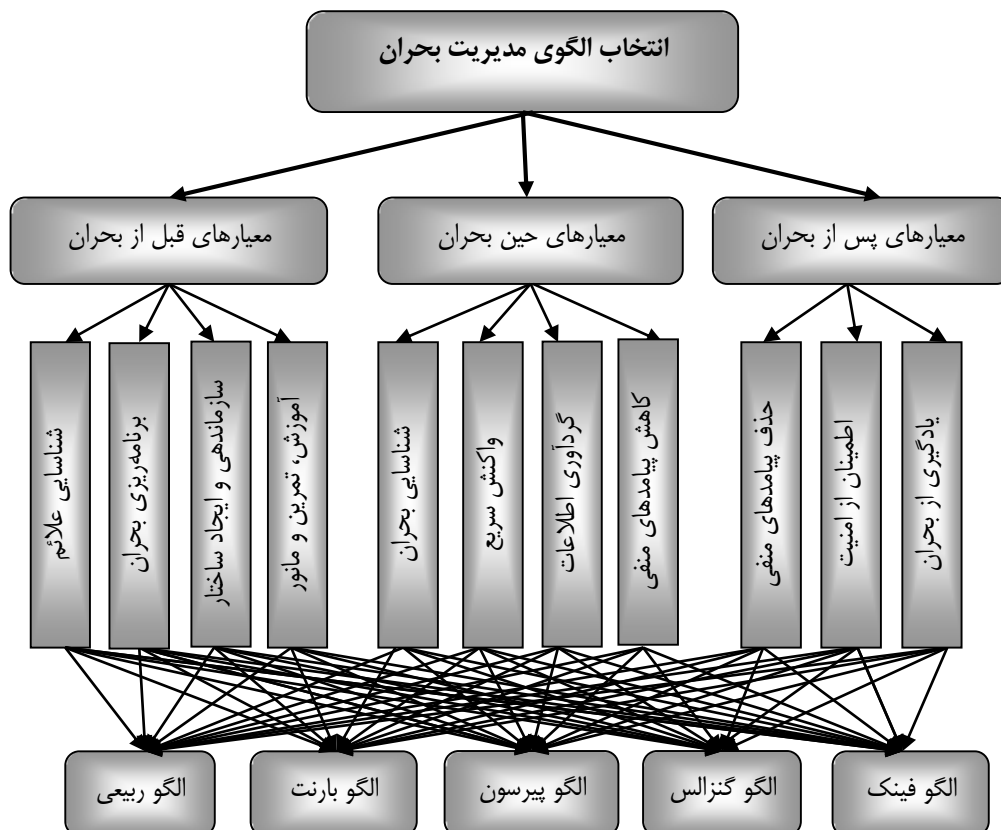 انتخاب الگوی مدیریت بحران
معیارهای پس از بحران
معیارهای حین بحران
معیارهای قبل از بحران
یادگیری از بحران
اطمینان از امنیت
حذف پیامدهای منفی
کاهش پیامدهای منفی
گردآوری اطلاعات
واکنش سریع
شناسایی بحران
آموزش، تمرین و مانور
سازماندهی و ایجاد ساختار
برنامه‌ریزی بحران
شناسایی علائم
الگو فینک
الگو گنزالس
الگو پیرسون
الگو بارنت
الگو ربیعی